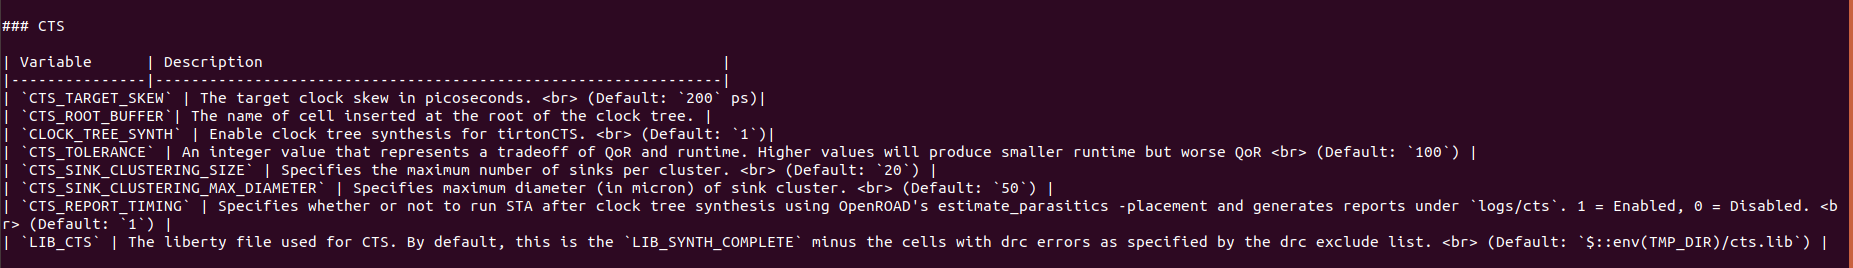 ### CTS
| Variable      | Description                                                   |
|---------------|---------------------------------------------------------------|
| `CTS_TARGET_SKEW` | The target clock skew in picoseconds. <br> (Default: `200` ps)|
| `CTS_ROOT_BUFFER`| The name of cell inserted at the root of the clock tree. |
| `CLOCK_TREE_SYNTH` | Enable clock tree synthesis for tirtonCTS. <br> (Default: `1`)|
| `CTS_TOLERANCE` | An integer value that represents a tradeoff of QoR and runtime. Higher values will produce smaller runtime but worse QoR <br> (Default: `100`) |
| `CTS_SINK_CLUSTERING_SIZE` | Specifies the maximum number of sinks per cluster. <br> (Default: `20`) |
| `CTS_SINK_CLUSTERING_MAX_DIAMETER` | Specifies maximum diameter (in micron) of sink cluster. <br> (Default: `50`) |
| `CTS_REPORT_TIMING` | Specifies whether or not to run STA after clock tree synthesis using OpenROAD's estimate_parasitics -placement and generates reports under `logs/cts`. 1 = Enabled, 0 = Disabled. <b
r> (Default: `1`) |
| `LIB_CTS` | The liberty file used for CTS. By default, this is the `LIB_SYNTH_COMPLETE` minus the cells with drc errors as specified by the drc exclude list. <br> (Default: `$::env(TMP_DIR)/cts.lib`) |